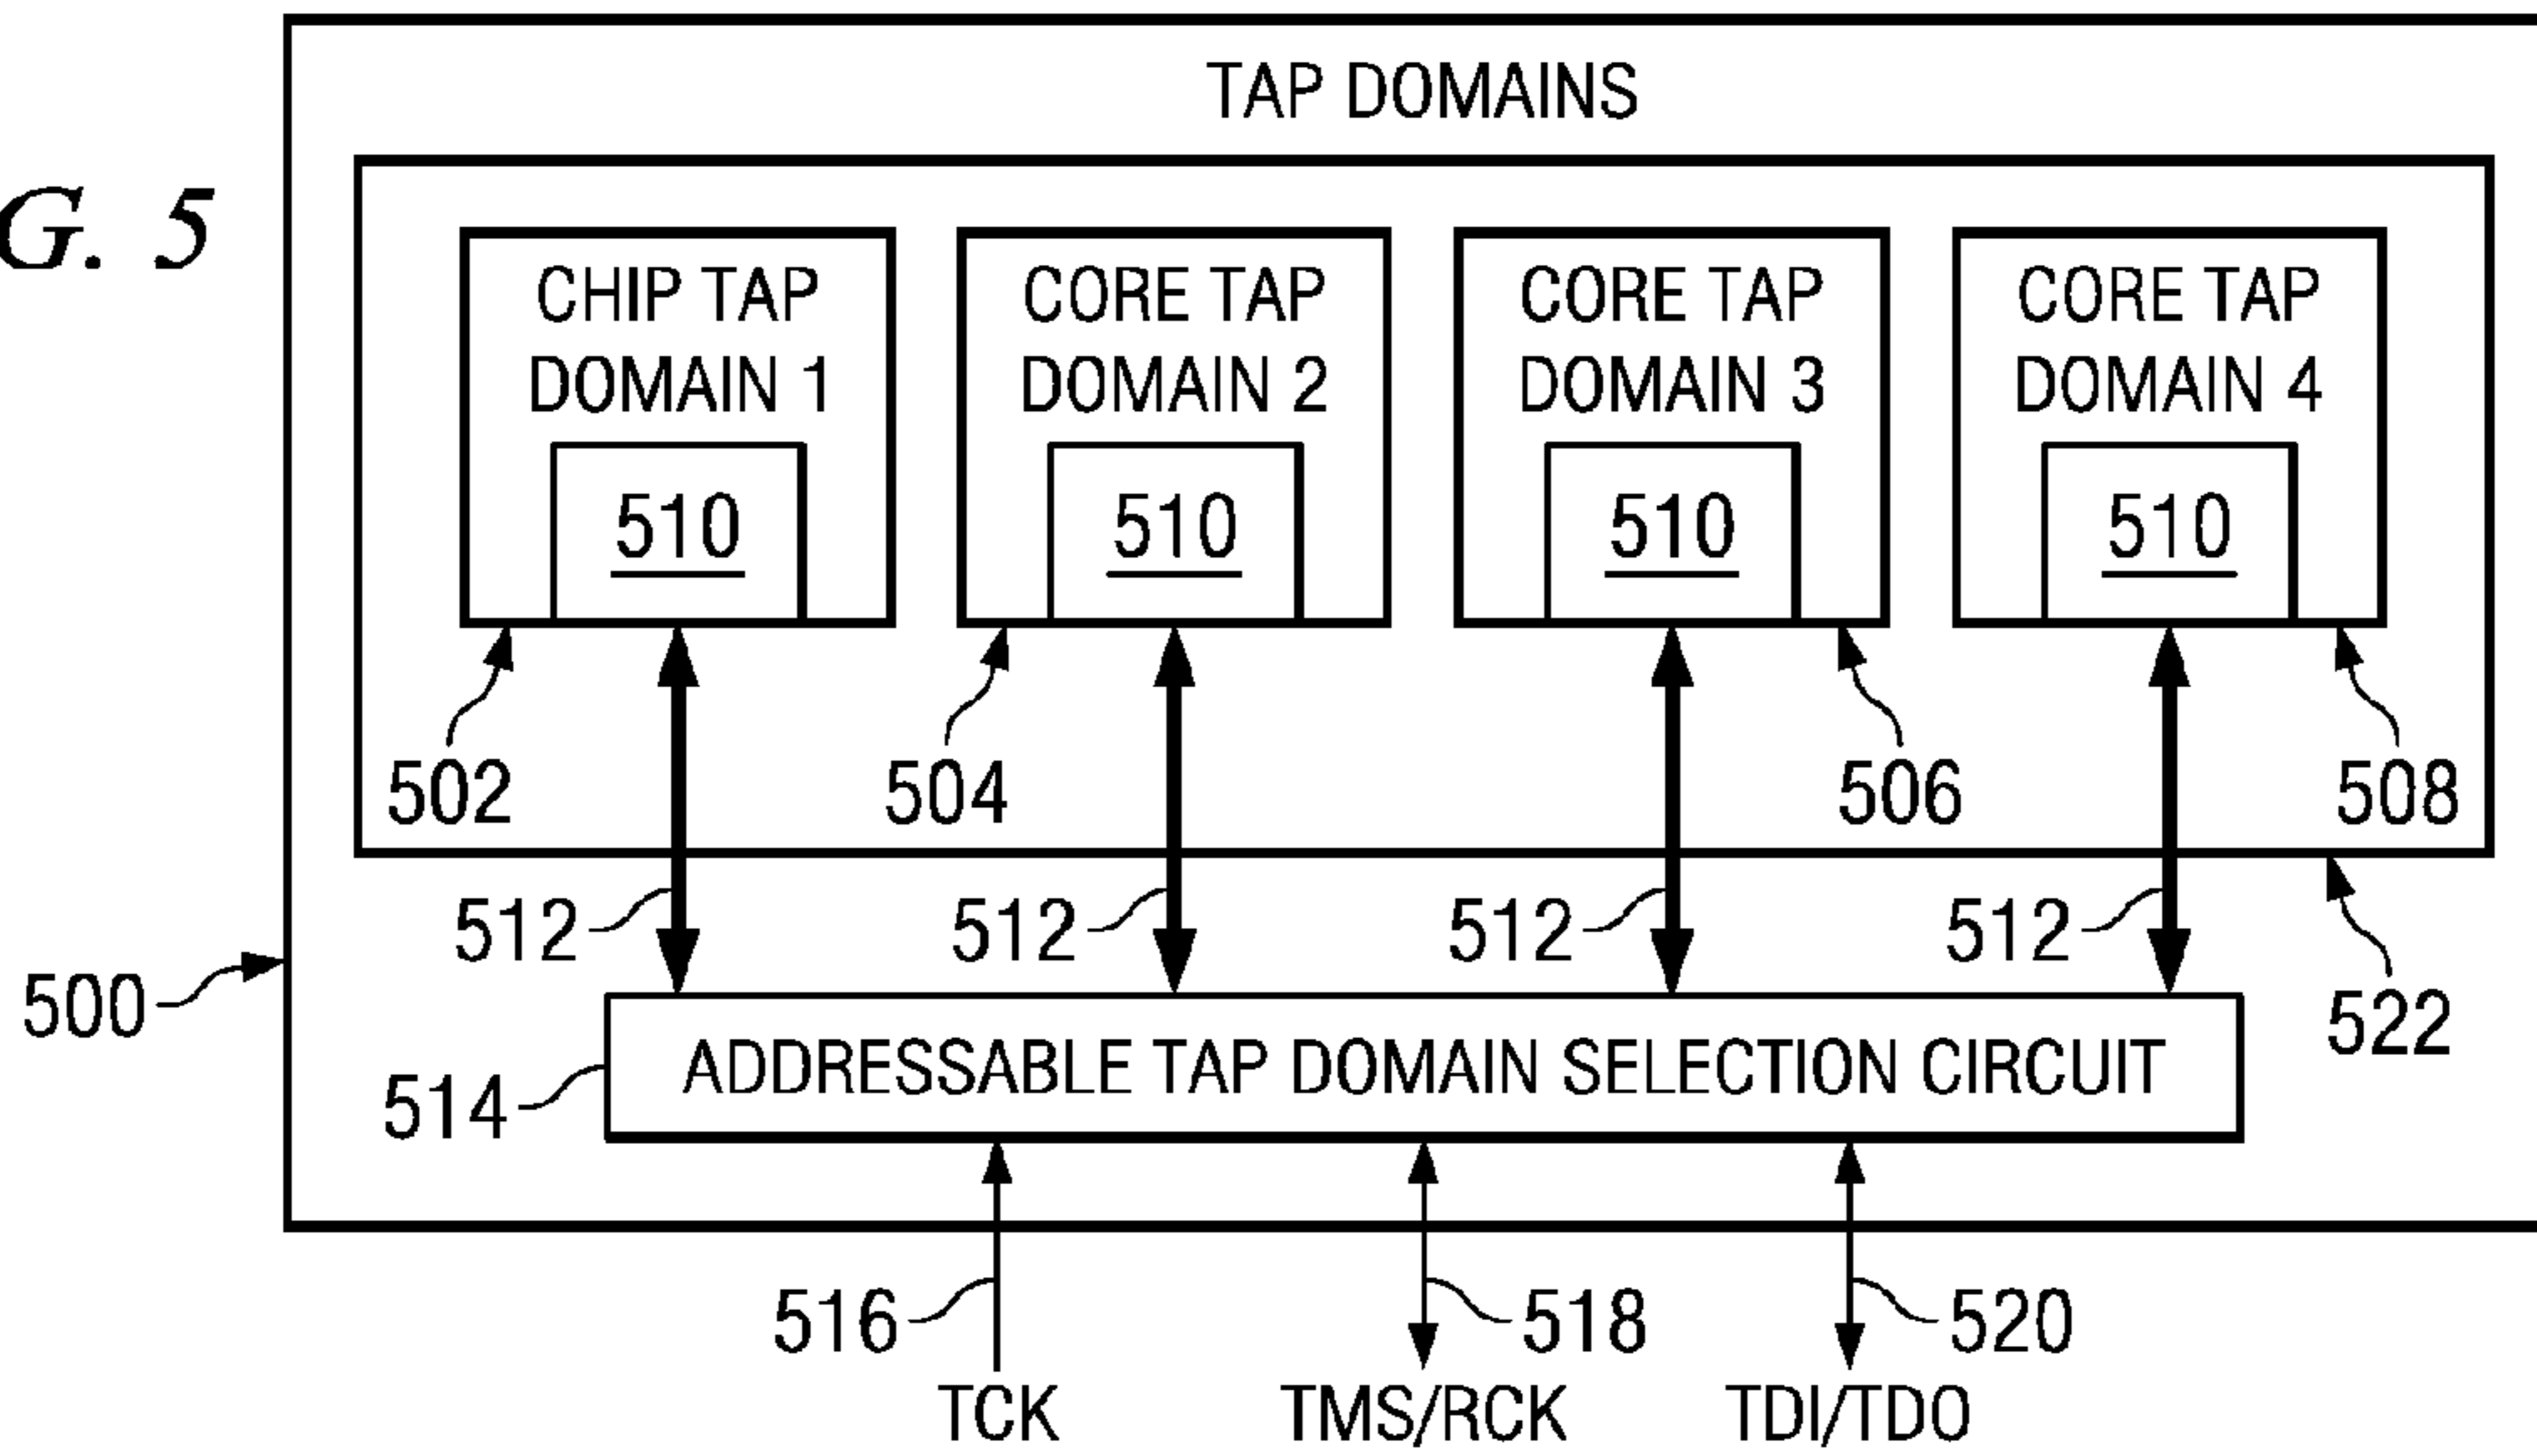 TAP DOMAINS
G. 5
CHIP TAP
DOMAIN 1
510
CORE TAP
DOMAIN 2
510
CORE TAP
DOMAIN 3
510
CORE TAP
DOMAIN 4
510
502
504
506
508
512
512
512
512
500
522
514
ADDRESSABLE TAP DOMAIN SELECTION CIRCUIT
516
518
520
TCK
TMS/RCK
TDI/TDO